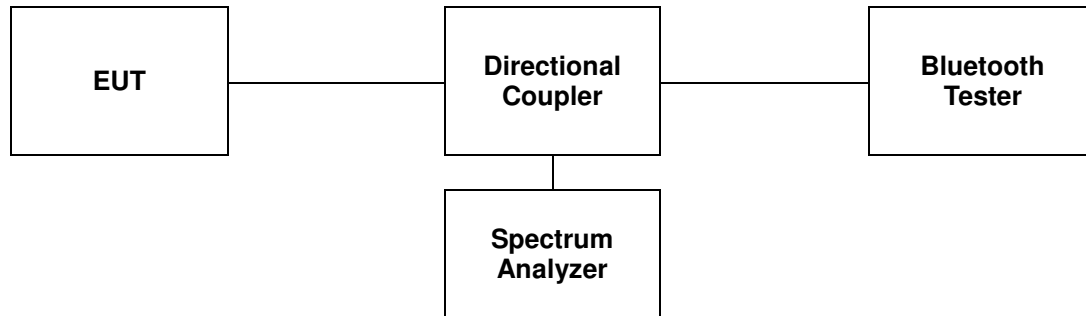 EUT
Directional
Coupler
Bluetooth
Tester
Spectrum
Analyzer